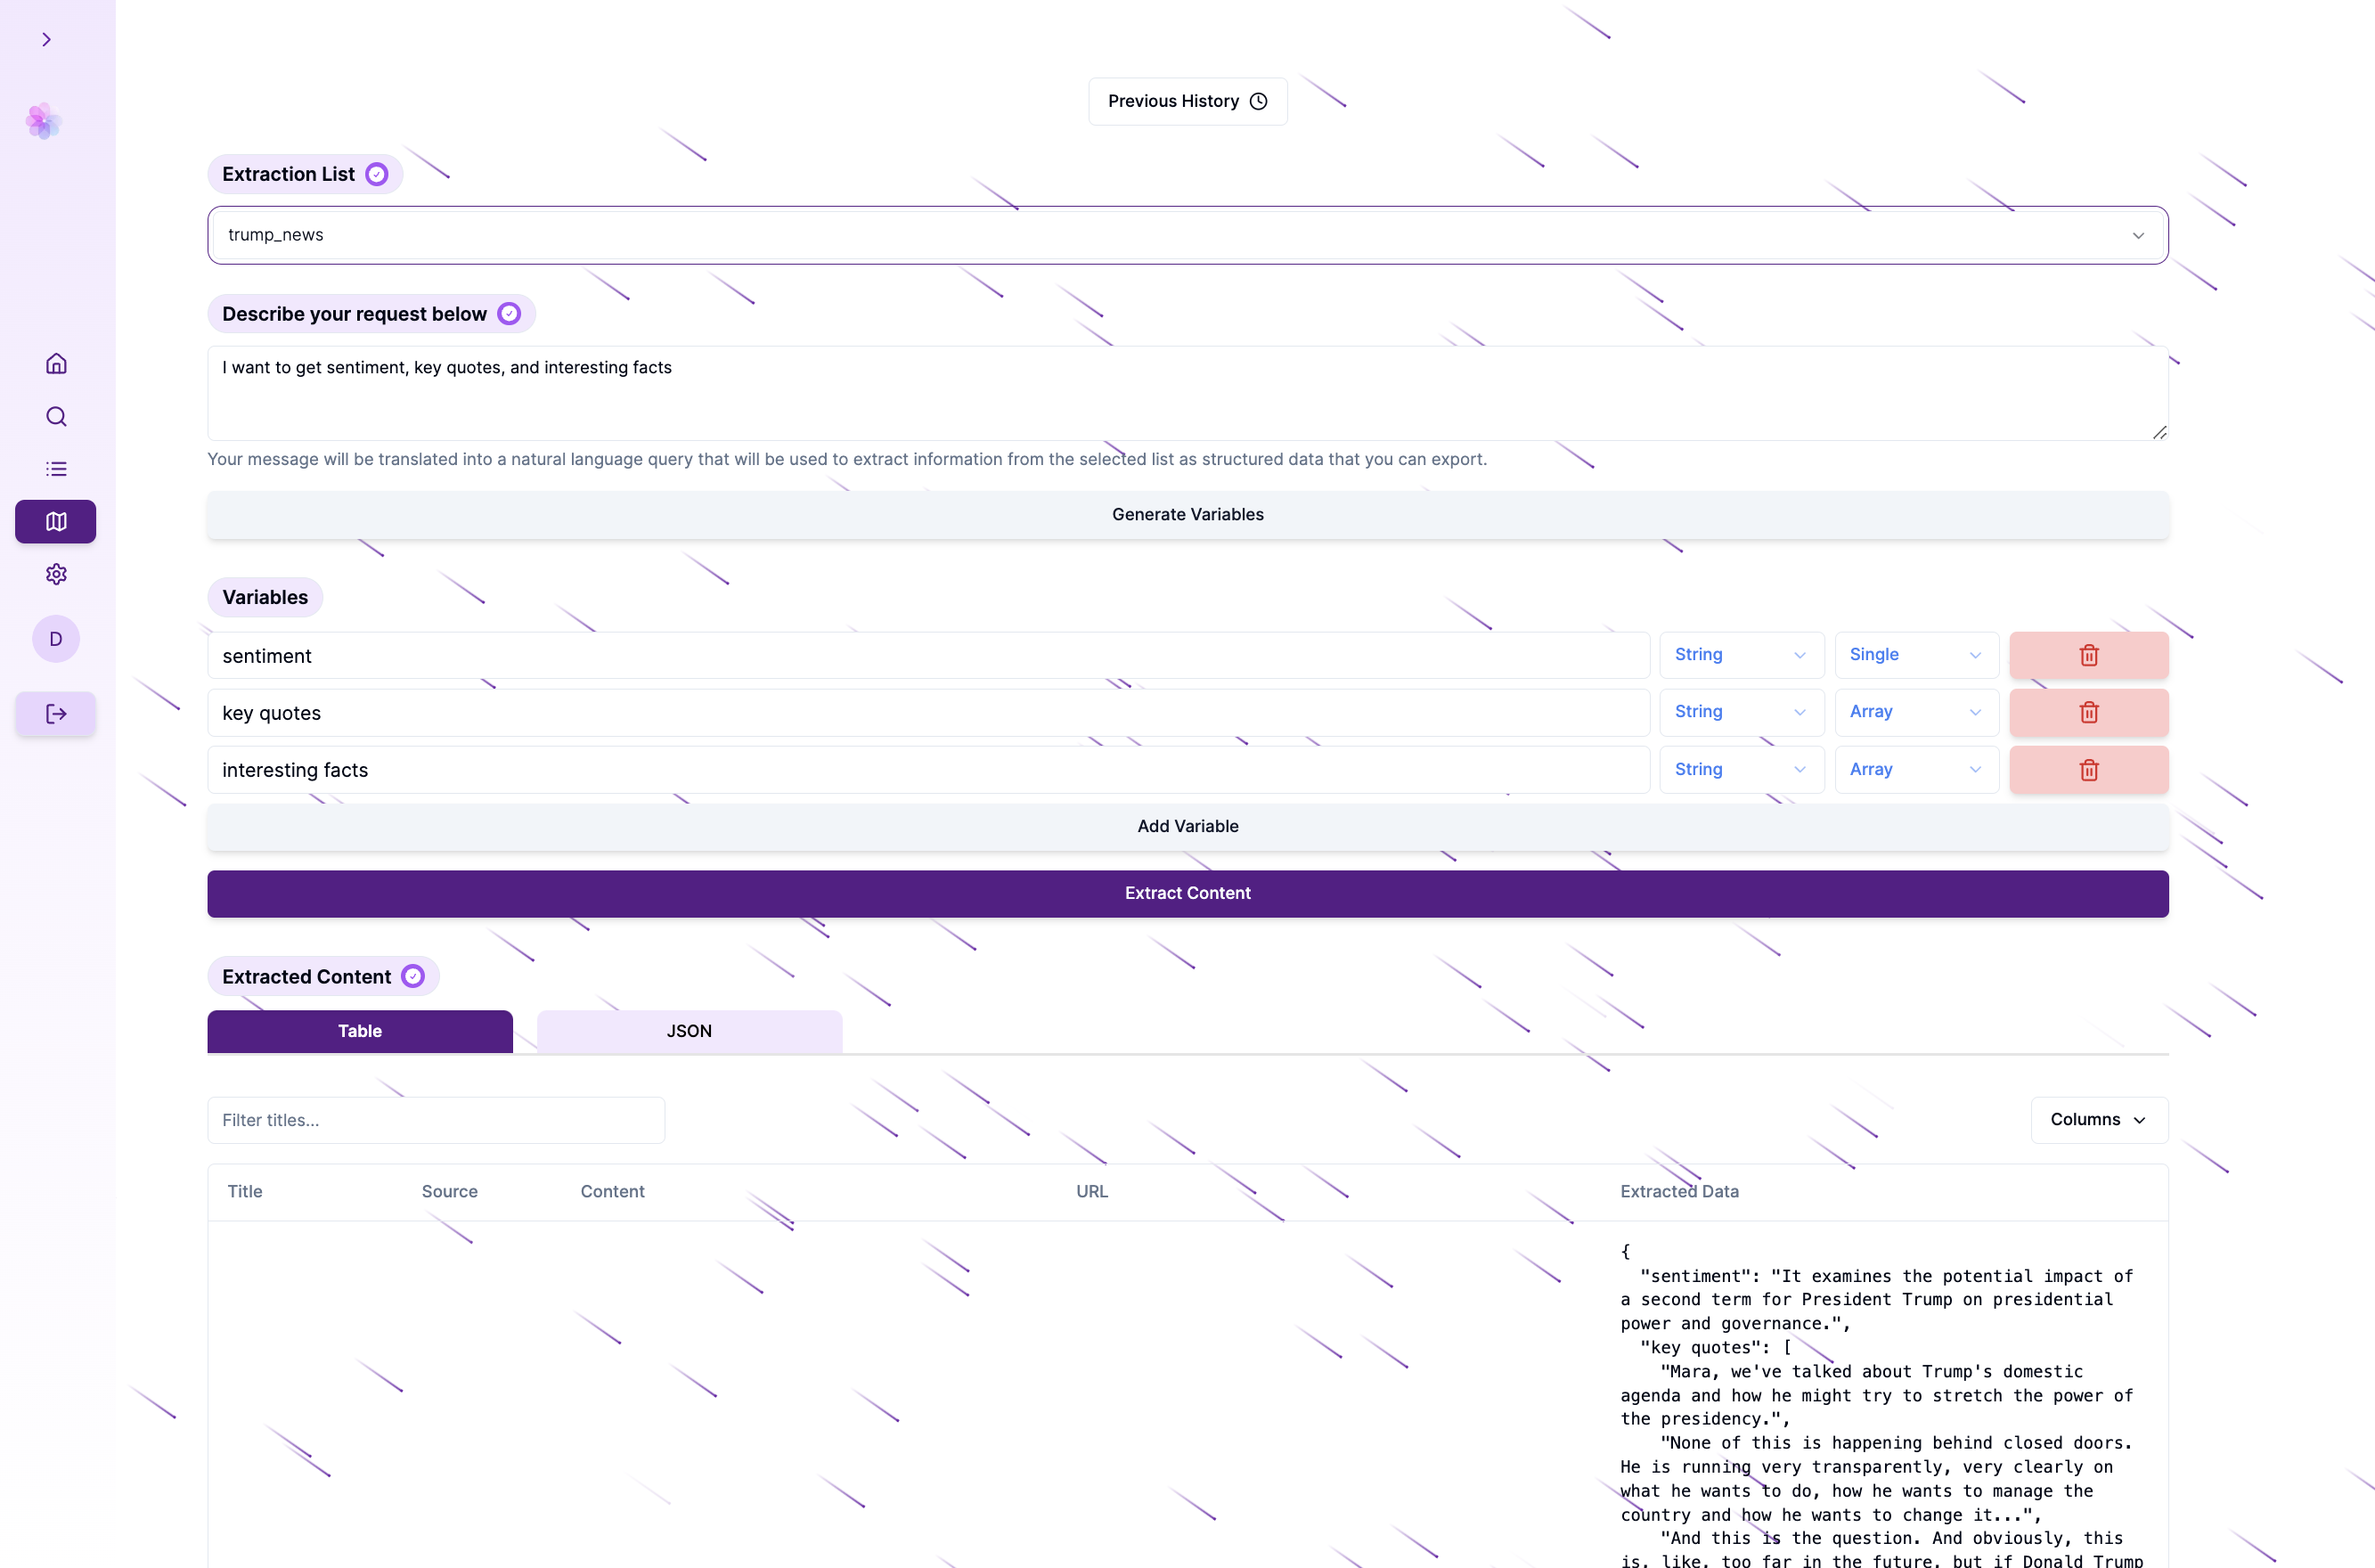 Previous History
Extraction List
trump_news
Describe your request below
I want to get sentiment, key quotes, and interesting facts
Your message will be translated into a natural language query that will be used to extract information from the selected list as structured data that you can export.
Generate Variables
Variables
sentiment String Single
key quotes String Array
interesting facts String Array
D
Add Variable
Extract Content
Extracted Content
Table JSON
Filter titles... Columns
Title Source Content URL Extracted Data
{
"sentiment": "It examines the potential impact of
a second term for President Trump on presidential
power and governance.",
"key quotes": [
"Mara, we've talked about Trump's domestic
agenda and how he might try to stretch the power of
the presidency.",
"None of this is happening behind closed doors.
He is running very transparently, very clearly on
what he wants to do, how he wants to manage the
country and how he wants to change it...",
"And this is the question. And obviously, this
is, like, too far in the future, but if Donald Trump